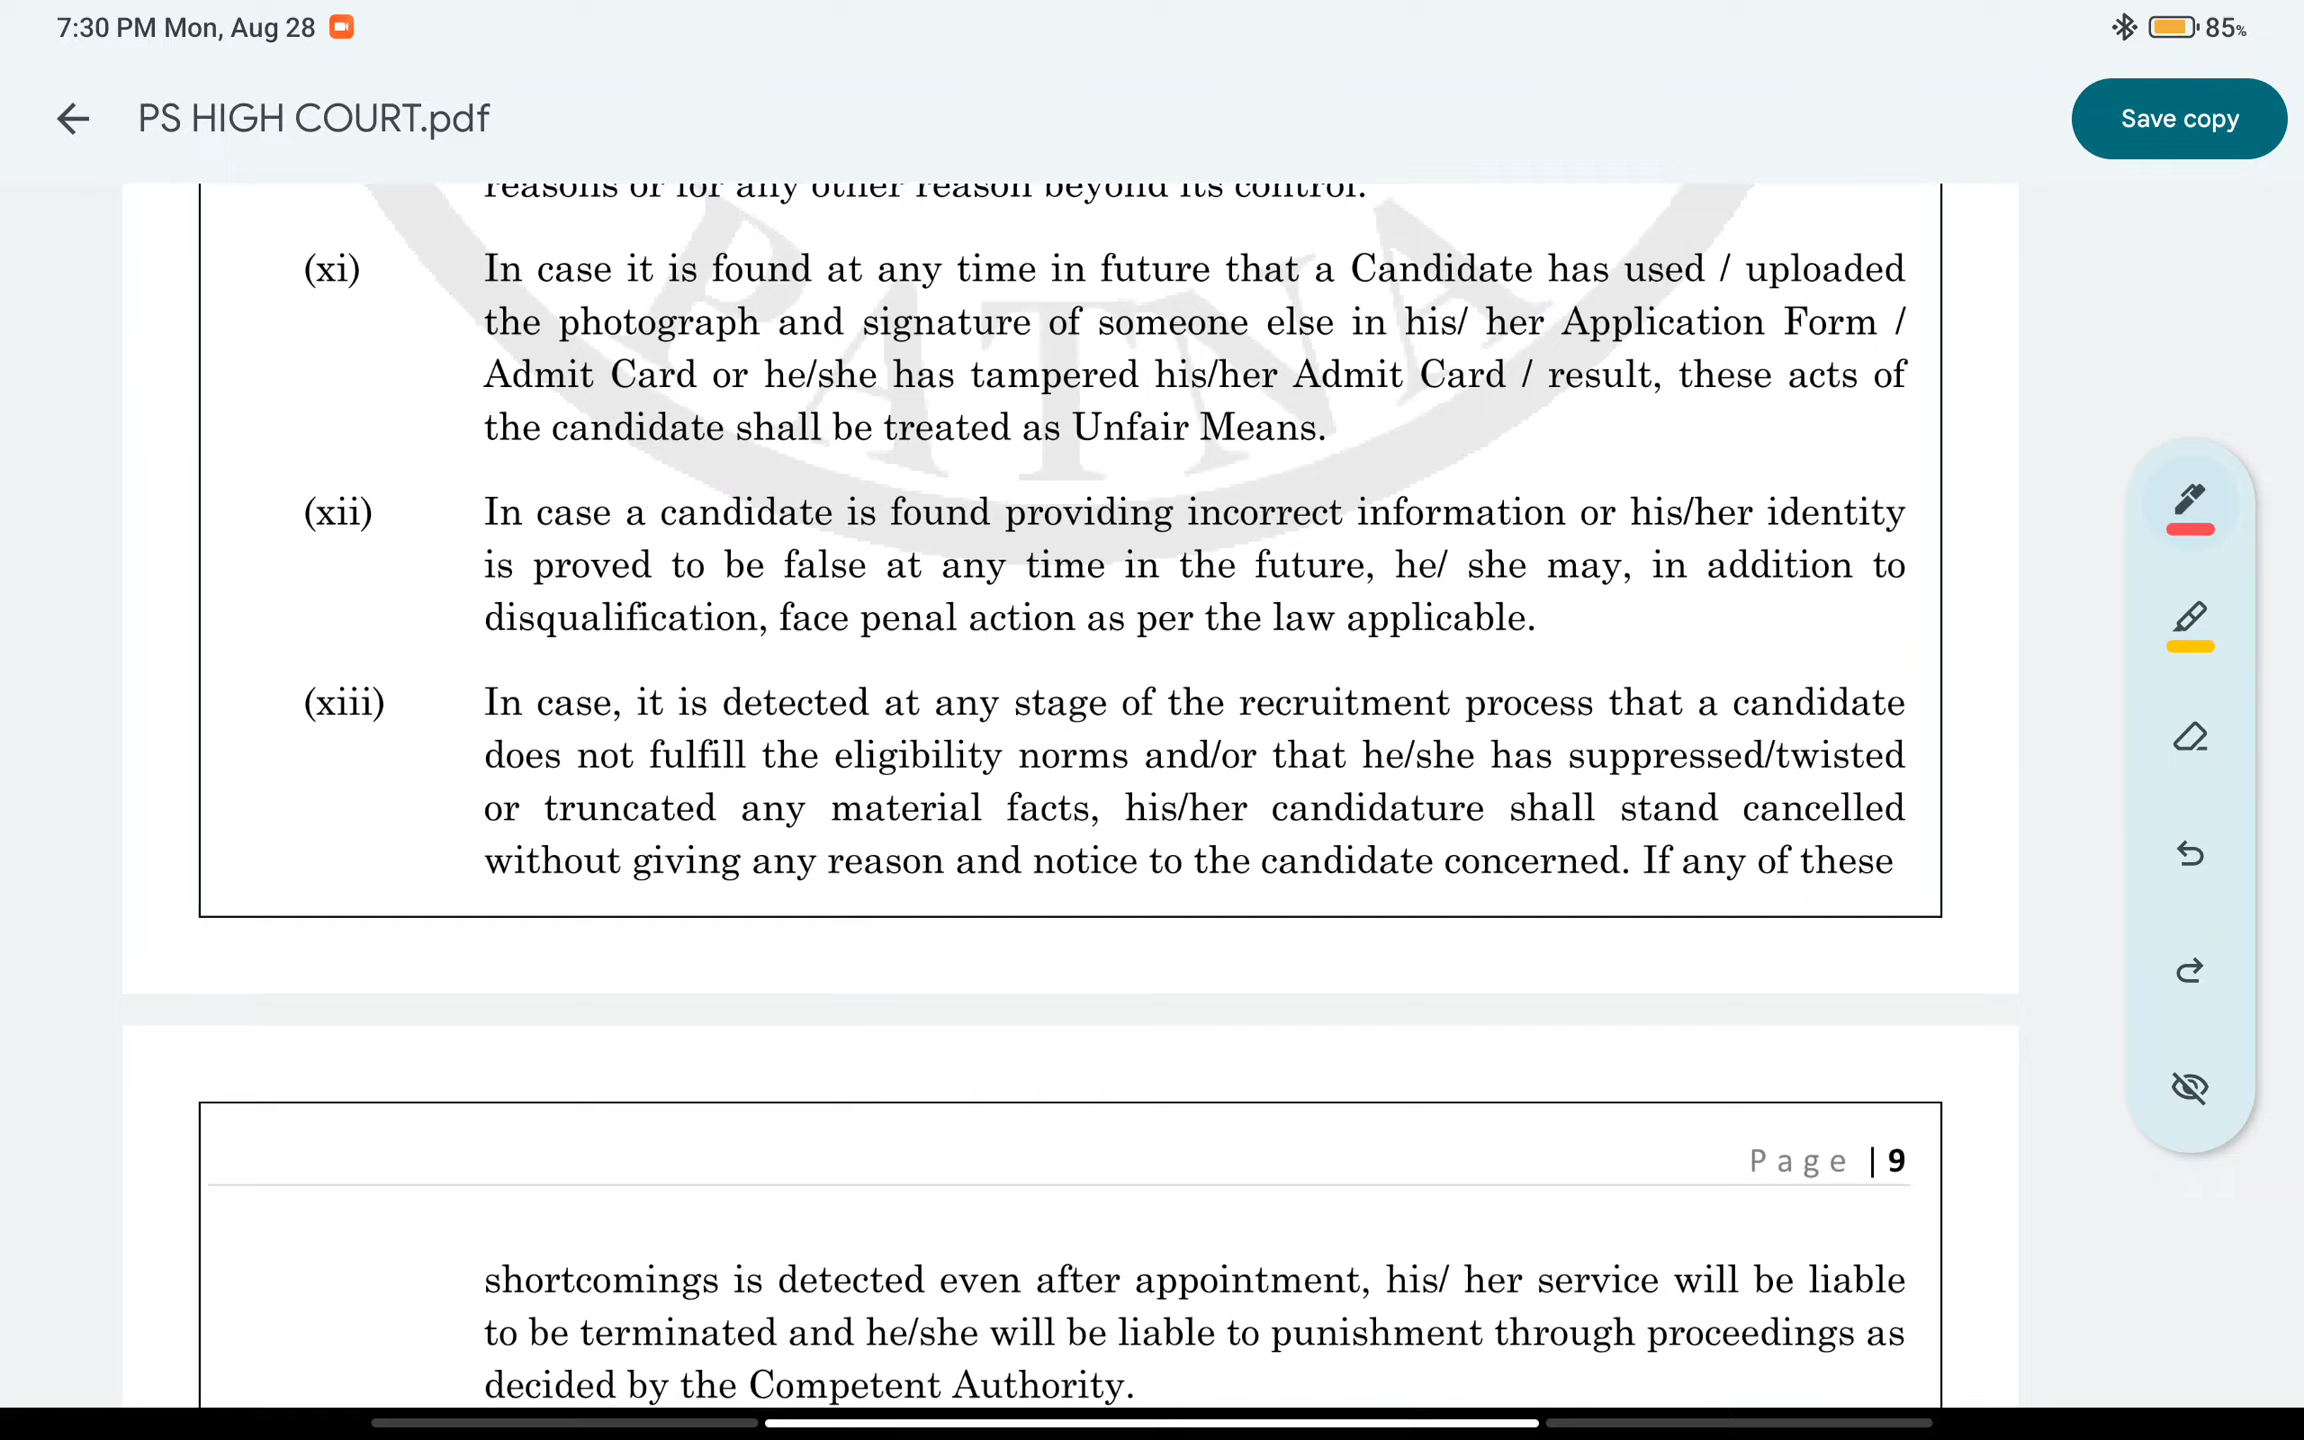 7:30 PM Mon, Aug 28
85%
PS HIGH COURT.pdf
Save copy
reasons or for any other reason beyond its control.
(xi) In case it is found at any time in future that a Candidate has used / uploaded
the photograph and signature of someone else in his/ her Application Form /
Admit Card or he/she has tampered his/her Admit Card / result, these acts of
the candidate shall be treated as Unfair Means.
(xii) In case a candidate is found providing incorrect information or his/her identity
is proved to be false at any time in the future, he/ she may, in addition to
disqualification, face penal action as per the law applicable.
(xiii) In case, it is detected at any stage of the recruitment process that a candidate
does not fulfill the eligibility norms and/or that he/she has suppressed/twisted
or truncated any material facts, his/her candidature shall stand cancelled
without giving any reason and notice to the candidate concerned. If any of these
PATNA
Page | 9
shortcomings is detected even after appointment, his/ her service will be liable
to be terminated and he/she will be liable to punishment through proceedings as
decided by the Competent Authority.